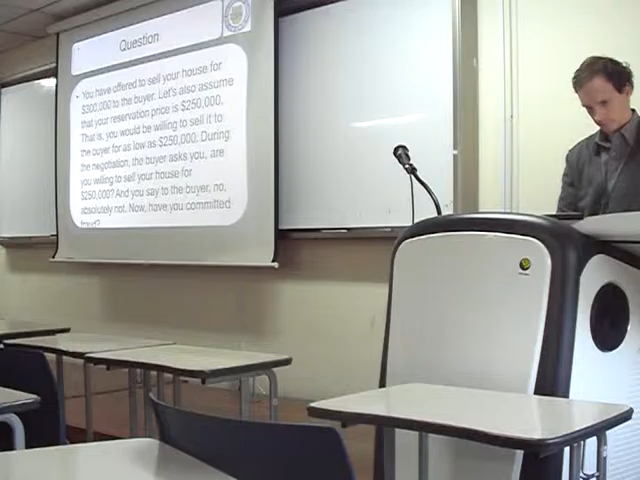 Question
• You have offered to sell your house for
$300,000 to the buyer. Let's also assume
that your reservation price is $250,000.
That is, you would be willing to sell it to
the buyer for as low as $250,000. During
the negotiation, the buyer asks you, are
you willing to sell your house for
$250,000? And you say to the buyer, no,
absolutely not. Now, have you committed
fraud?